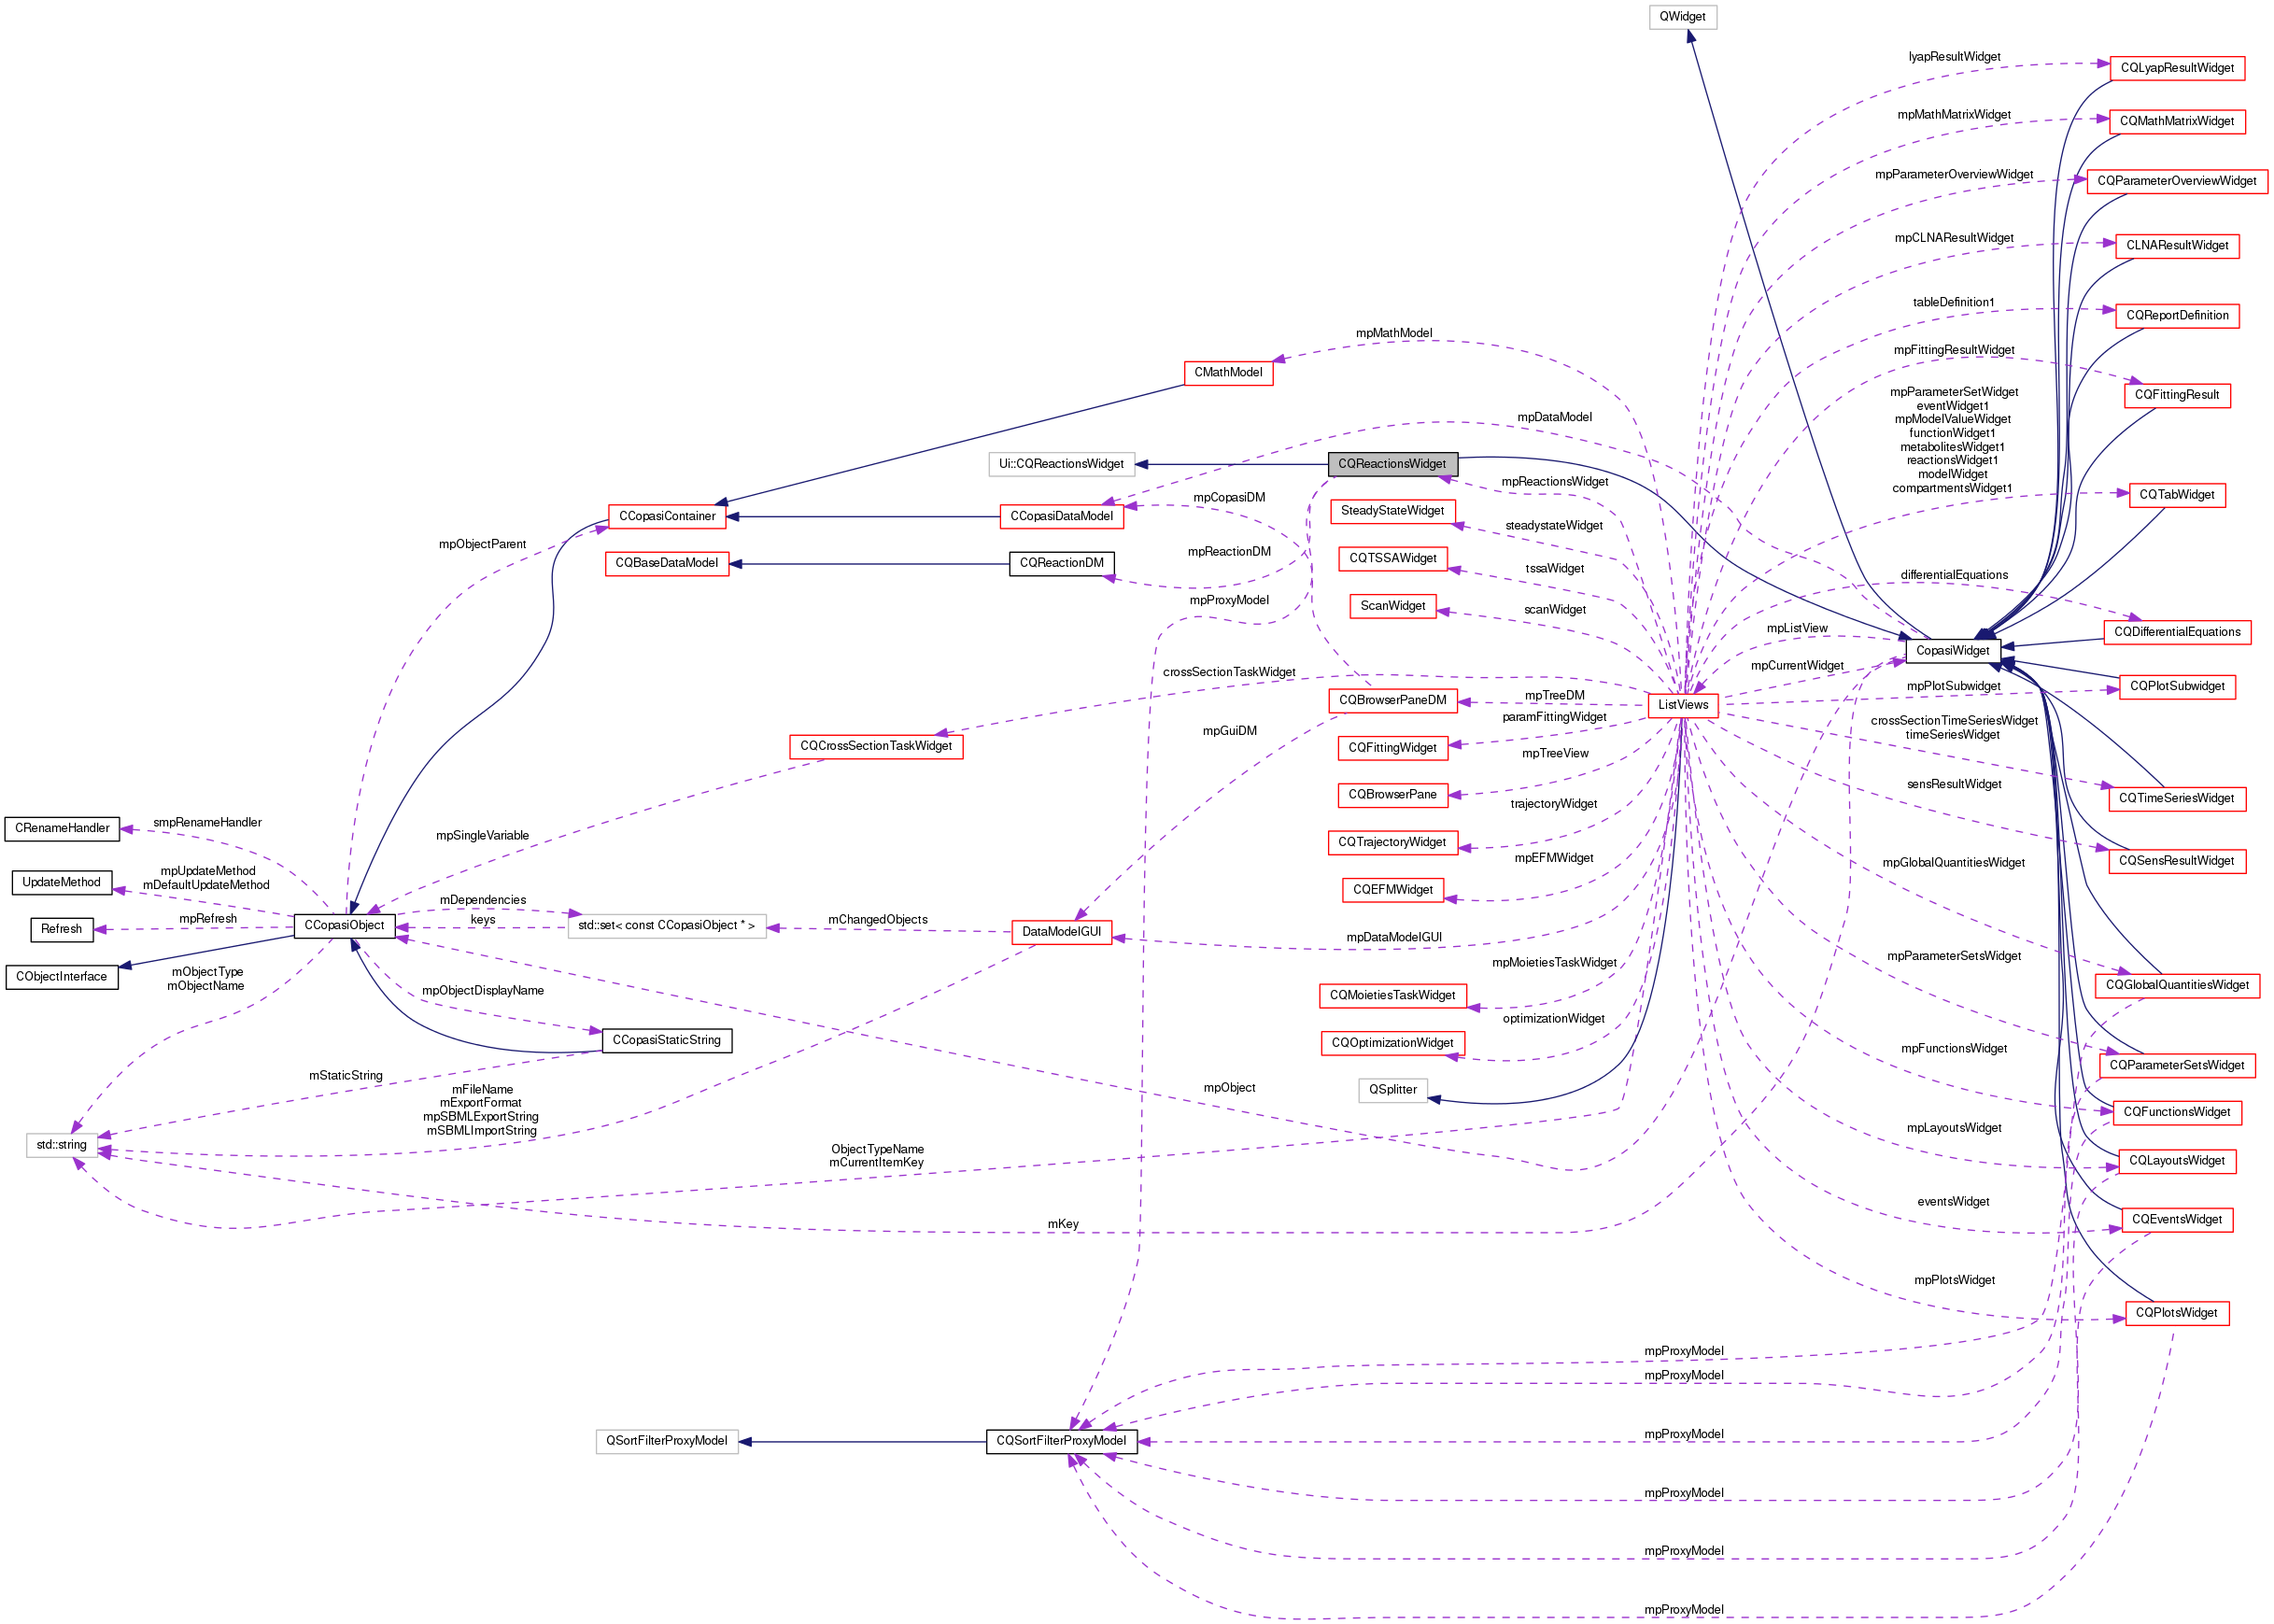 QWidget
lyapResultWidget
CQLyapResultWidget
mpMathMatrixWidget
CQMathMatrixWidget
mpParameterOverviewWidget
CQParameterOverviewWidget
mpCLNAResultWidget
CLNAResultWidget
tableDefinition1
CQReportDefinition
mpMathModel
mpFittingResultWidget
CMathModel
CQFittingResult
mpParameterSetWidget
eventWidget1
mpModelValueWidget
functionWidget1
metabolitesWidget1
reactionsWidget1
modelWidget
compartmentsWidget1
mpDataModel
Ui::CQReactionsWidget
CQReactionsWidget
mpReactionsWidget
CQTabWidget
mpCopasiDM
CCopasiContainer
CCopasiDataModel
SteadyStateWidget
steadystateWidget
mpObjectParent
mpReactionDM
CQBaseDataModel
CQReactionDM
CQTSSAWidget
tssaWidget
differentialEquations
mpProxyModel
ScanWidget
scanWidget
mpListView
CopasiWidget
CQDifferentialEquations
crossSectionTaskWidget
mpCurrentWidget
CQBrowserPaneDM
mpTreeDM
ListViews
mpPlotSubwidget
CQPlotSubwidget
paramFittingWidget
mpGuiDM
crossSectionTimeSeriesWidget
timeSeriesWidget
CQCrossSectionTaskWidget
CQFittingWidget
mpTreeView
CQBrowserPane
sensResultWidget
CQTimeSeriesWidget
trajectoryWidget
CRenameHandler
smpRenameHandler
mpSingleVariable
CQTrajectoryWidget
mpEFMWidget
mpGlobalQuantitiesWidget
CQSensResultWidget
UpdateMethod
mpUpdateMethod
mDefaultUpdateMethod
CQEFMWidget
mDependencies
Refresh
mpRefresh
CCopasiObject
keys
std::set< const CCopasiObject * >
mChangedObjects
DataModelGUI
mpDataModelGUI
mpParameterSetsWidget
CObjectInterface
mObjectType
mObjectName
mpObjectDisplayName
mpMoietiesTaskWidget
CQMoietiesTaskWidget
CQGlobalQuantitiesWidget
optimizationWidget
CCopasiStaticString
CQOptimizationWidget
mpFunctionsWidget
CQParameterSetsWidget
mStaticString
QSplitter
mpObject
mFileName
mExportFormat
mpSBMLExportString
mSBMLImportString
CQFunctionsWidget
std::string
mpLayoutsWidget
ObjectTypeName
mCurrentItemKey
CQLayoutsWidget
eventsWidget
mKey
CQEventsWidget
mpPlotsWidget
CQPlotsWidget
mpProxyModel
mpProxyModel
QSortFilterProxyModel
CQSortFilterProxyModel
mpProxyModel
mpProxyModel
mpProxyModel
mpProxyModel